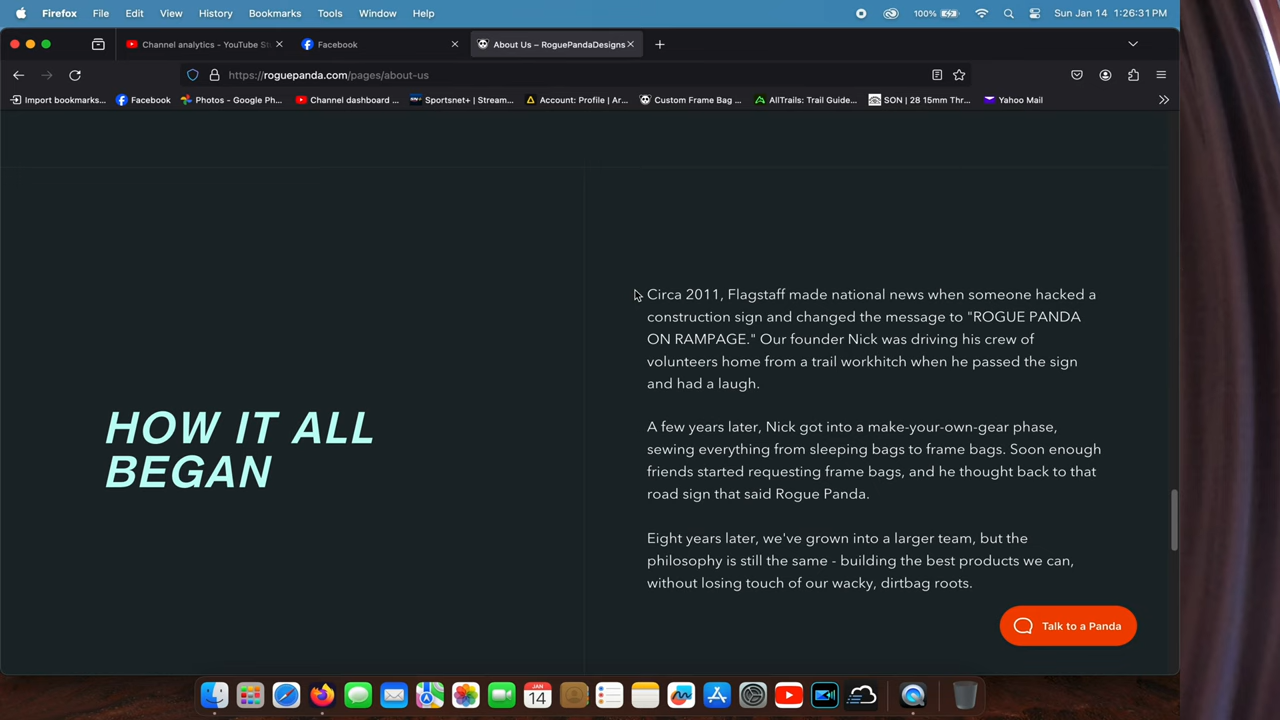 Firefox File Edit View History Bookmarks Tools Window Help 100% Sun Jan 14 1:26:31 PM
Channel analytics - YouTube St
Facebook
About Us – RoguePandaDesigns
https://roguepanda.com/pages/about-us
Import bookmarks... Facebook Photos - Google Ph... Channel dashboard ... Sportsnet+ | Stream... Account: Profile | Ar... Custom Frame Bag ... AllTrails: Trail Guide... SON | 28 15mm Thr... Yahoo Mail
HOW IT ALL
BEGAN
Circa 2011, Flagstaff made national news when someone hacked a
construction sign and changed the message to "ROGUE PANDA
ON RAMPAGE." Our founder Nick was driving his crew of
volunteers home from a trail workhitch when he passed the sign
and had a laugh.
A few years later, Nick got into a make-your-own-gear phase,
sewing everything from sleeping bags to frame bags. Soon enough
friends started requesting frame bags, and he thought back to that
road sign that said Rogue Panda.
Eight years later, we've grown into a larger team, but the
philosophy is still the same - building the best products we can,
without losing touch of our wacky, dirtbag roots.
Talk to a Panda
JAN
14